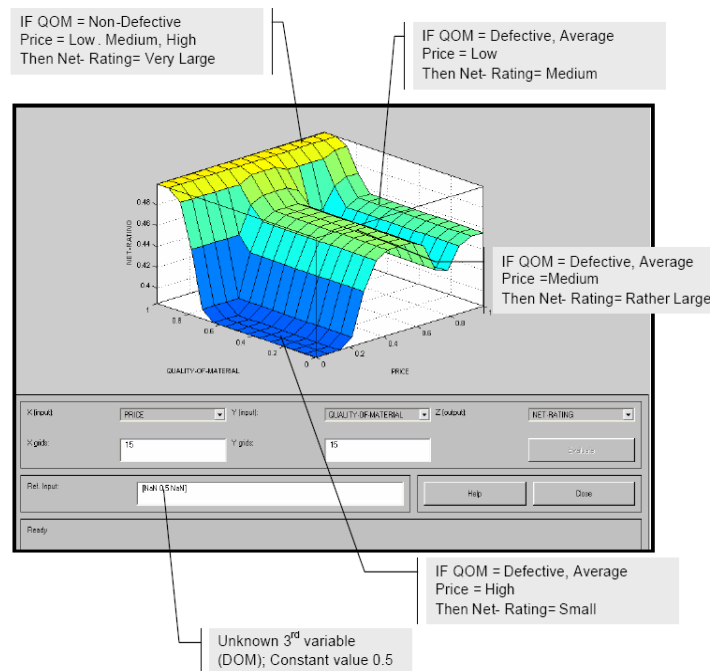 IF QOM = Non-Defective
Price = Low. Medium, High
Then Net- Rating= Very Large
IF QOM = Defective, Average
Price = Low
Then Net- Rating= Medium
0.48
0.46
0.44
0.42
0.4
NET-RATING
IF QOM = Defective, Average
Price =Medium
Then Net- Rating= Rather Large
1
0.8
0.6
0.4
0.2
0
0
0.2
0.4
0.6
0.8
1
QUALITY-OF-MATERIAL
PRICE
X (input):
PRICE
Y (input):
QUALITY-OF-MATERIAL
Z (output):
NET-RATING
X grids:
15
Y grids:
15
Evaluate
Ref. Input:
[NaN 0.5 NaN]
Help
Close
Ready
IF QOM = Defective, Average
Price = High
Then Net- Rating= Small
Unknown 3rd variable
(DOM); Constant value 0.5